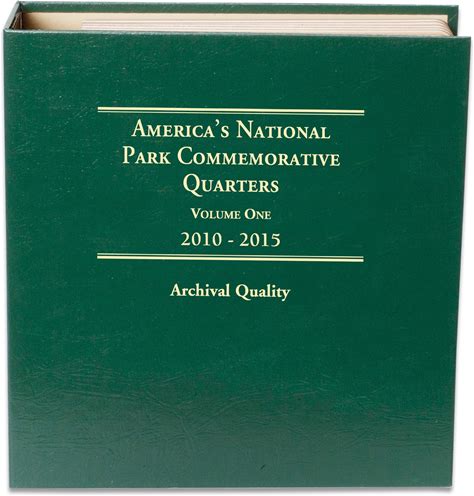 AMERICA'S NATIONAL
PARK COMMEMORATIVE
QUARTERS
VOLUME ONE
2010 - 2015
Archival Quality